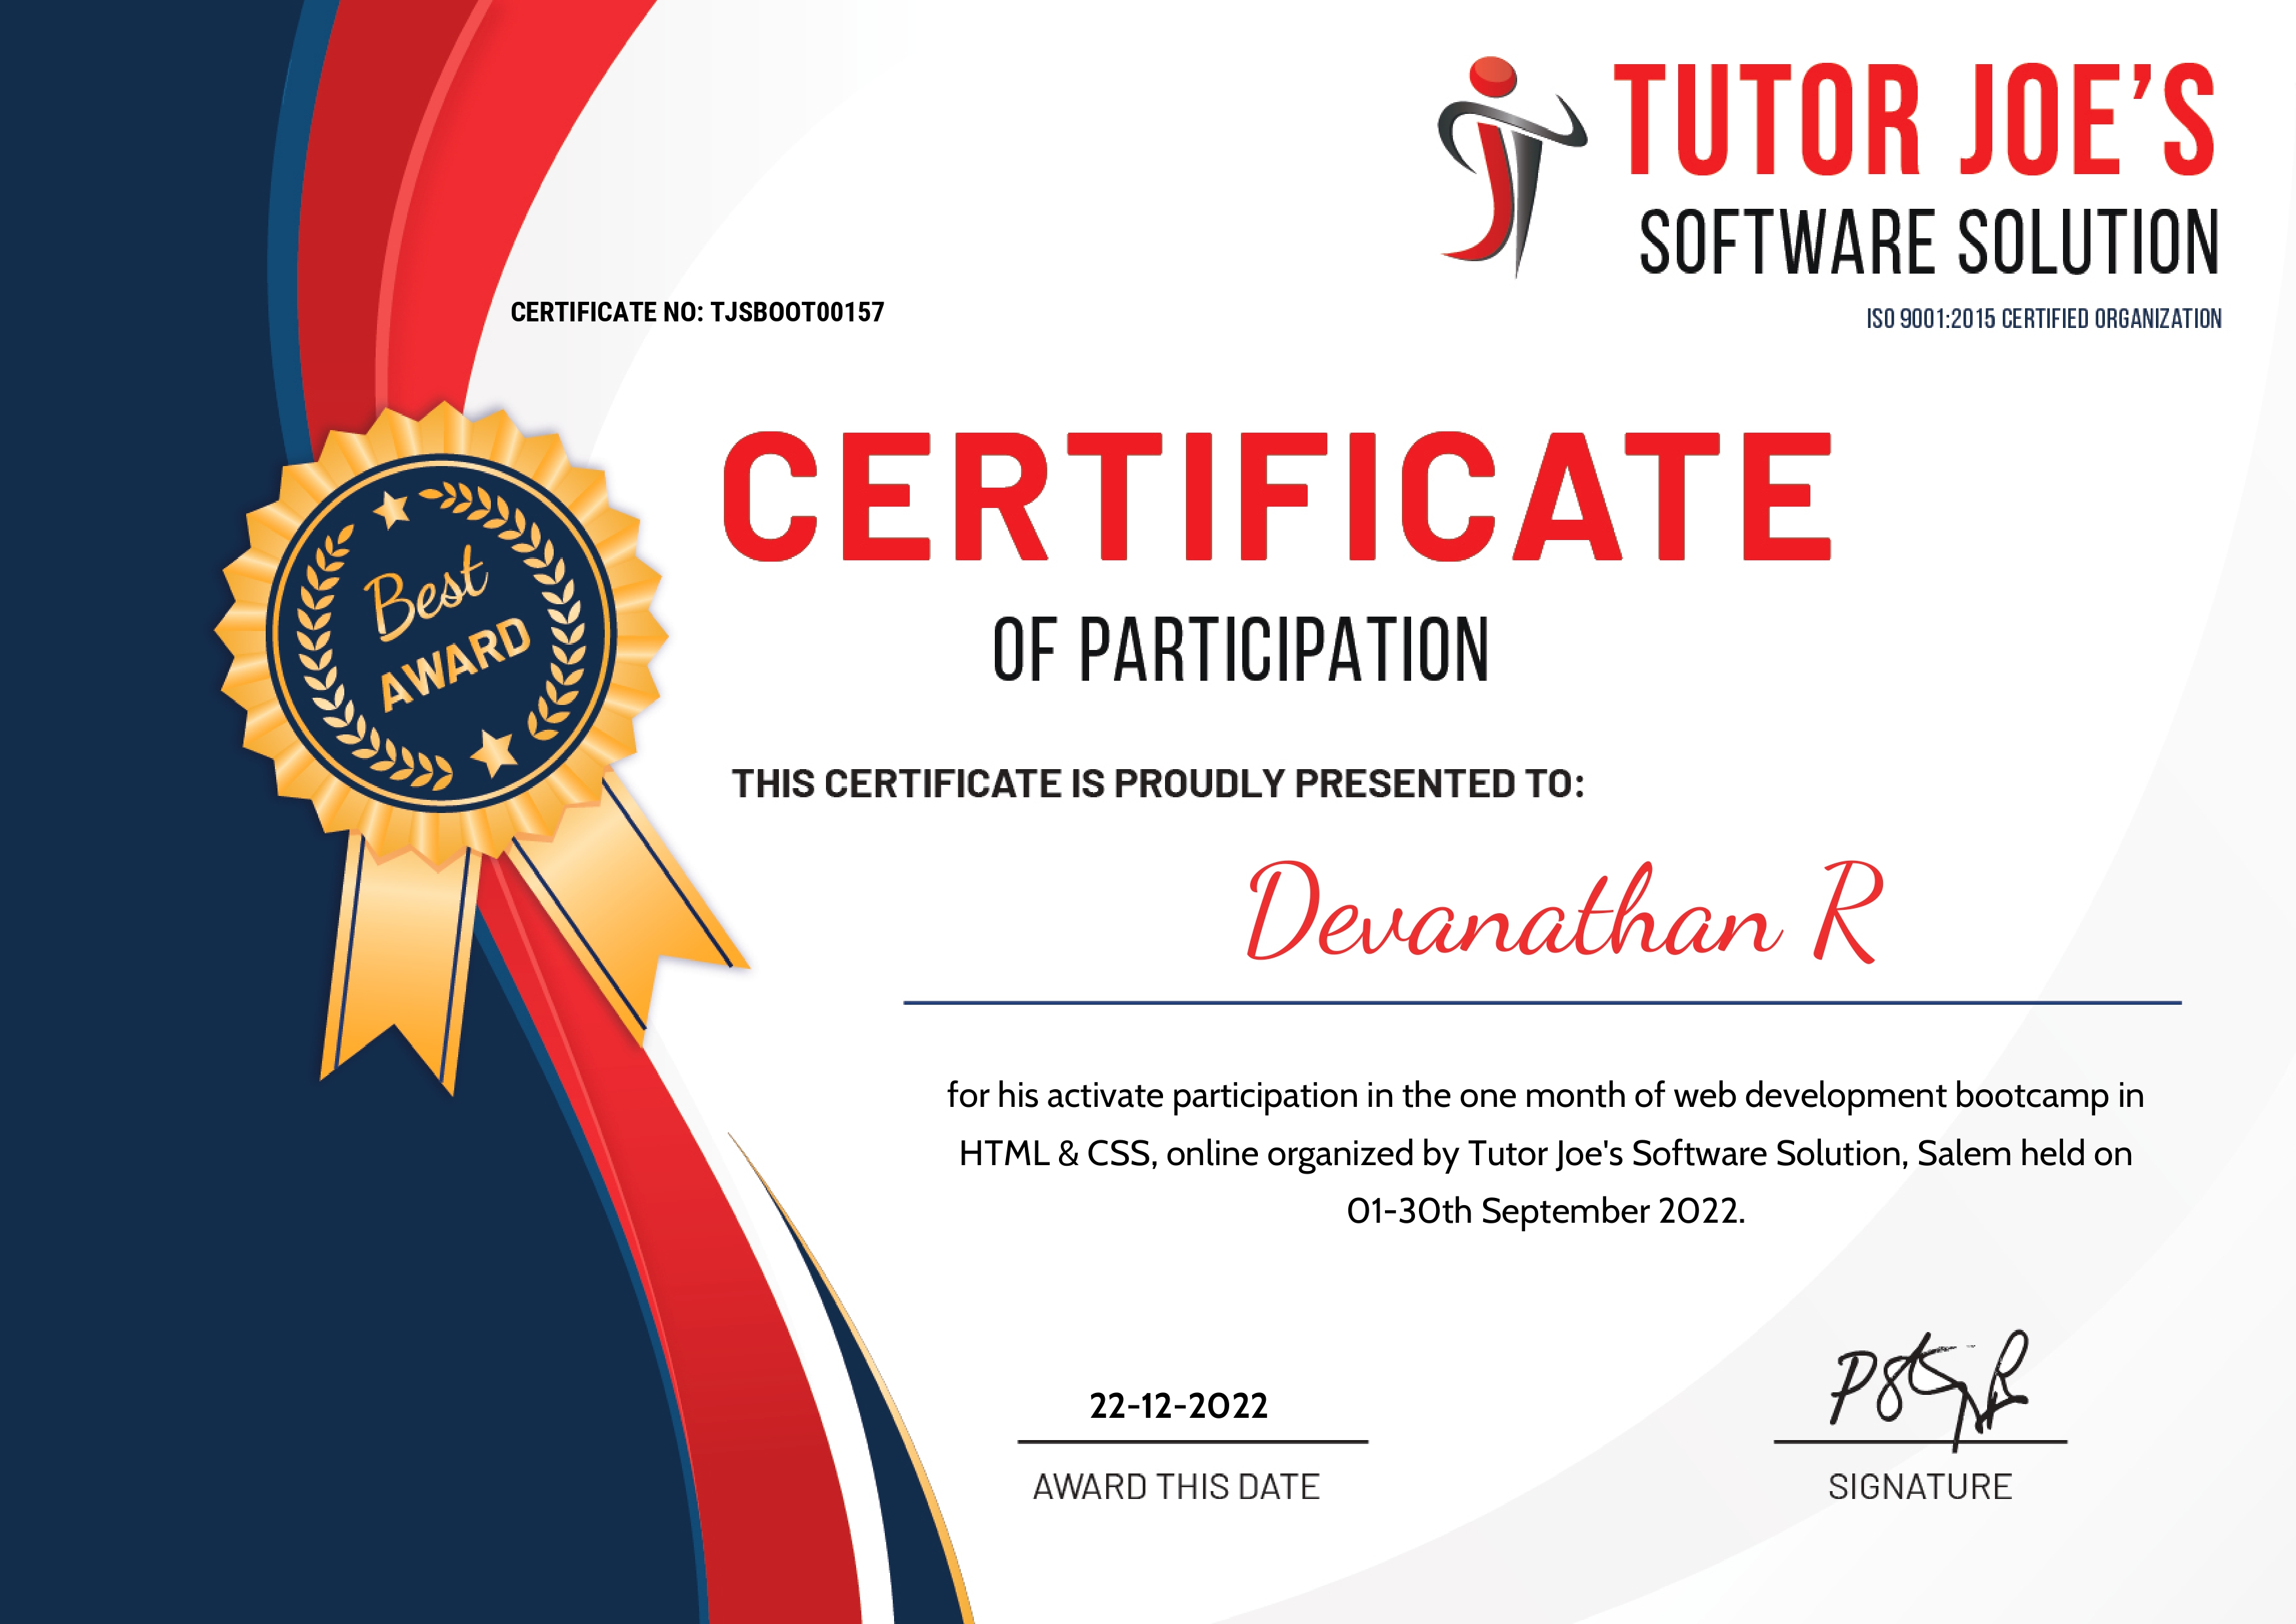 TUTOR JOE'S
SOFTWARE SOLUTION
ISO 9001:2015 CERTIFIED ORGANIZATION
CERTIFICATE NO: TJSBOOT00157
CERTIFICATE
OF PARTICIPATION
Best
AWARD
THIS CERTIFICATE IS PROUDLY PRESENTED TO:
Devanathan R
for his activate participation in the one month of web development bootcamp in
HTML & CSS, online organized by Tutor Joe's Software Solution, Salem held on
01-30th September 2022.
22-12-2022
AWARD THIS DATE
SIGNATURE